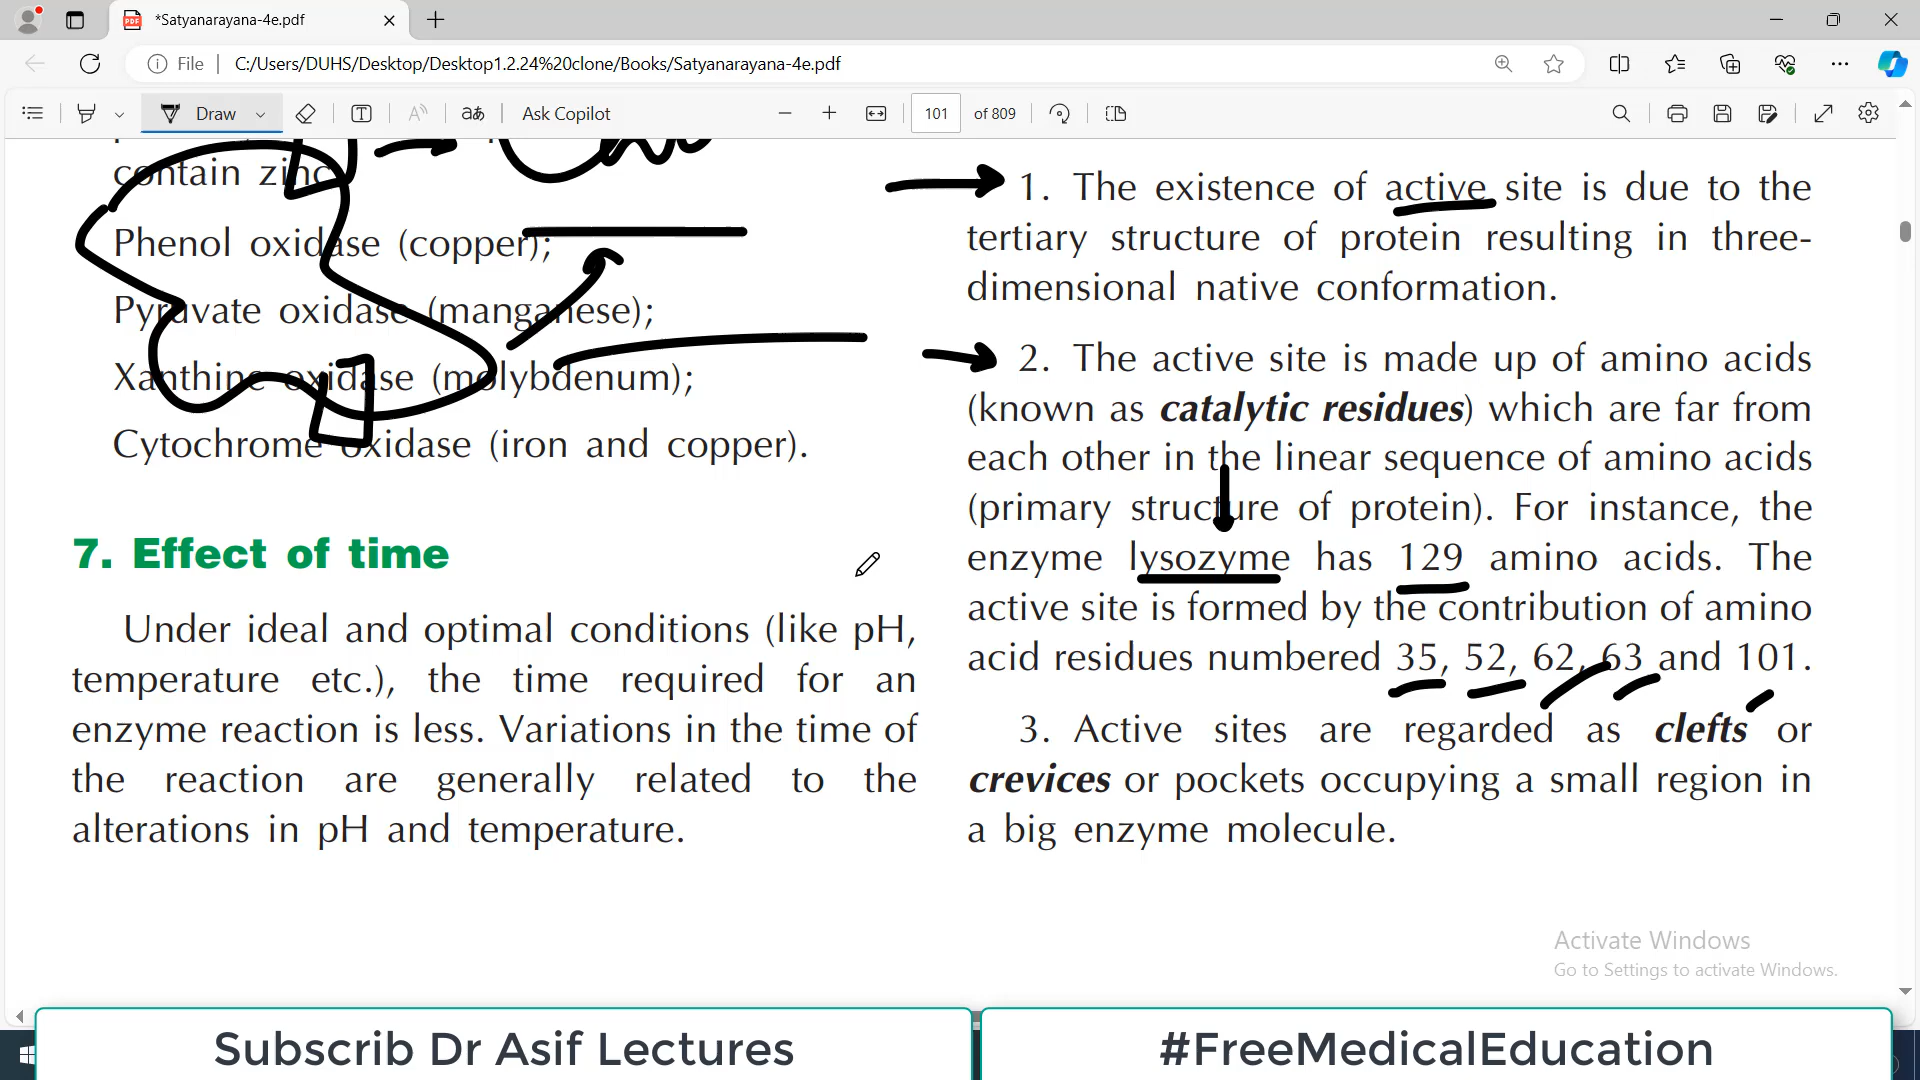 *Satyanarayana-4e.pdf
File
C:/Users/DUHS/Desktop/Desktop1.2.24%20clone/Books/Satyanarayana-4e.pdf
Draw
Ask Copilot
101 of 809
contain zinc
Phenol oxidase (copper);
Pyruvate oxidase (manganese);
Xanthine oxidase (molybdenum);
Cytochrome oxidase (iron and copper).
7. Effect of time
Under ideal and optimal conditions (like pH,
temperature etc.), the time required for an
enzyme reaction is less. Variations in the time of
the reaction are generally related to the
alterations in pH and temperature.
1. The existence of active site is due to the
tertiary structure of protein resulting in three-
dimensional native conformation.
2. The active site is made up of amino acids
(known as catalytic residues) which are far from
each other in the linear sequence of amino acids
(primary structure of protein). For instance, the
enzyme lysozyme has 129 amino acids. The
active site is formed by the contribution of amino
acid residues numbered 35, 52, 62, 63 and 101.
3. Active sites are regarded as clefts or
crevices or pockets occupying a small region in
a big enzyme molecule.
Activate Windows
Go to Settings to activate Windows.
Subscrib Dr Asif Lectures
#FreeMedicalEducation